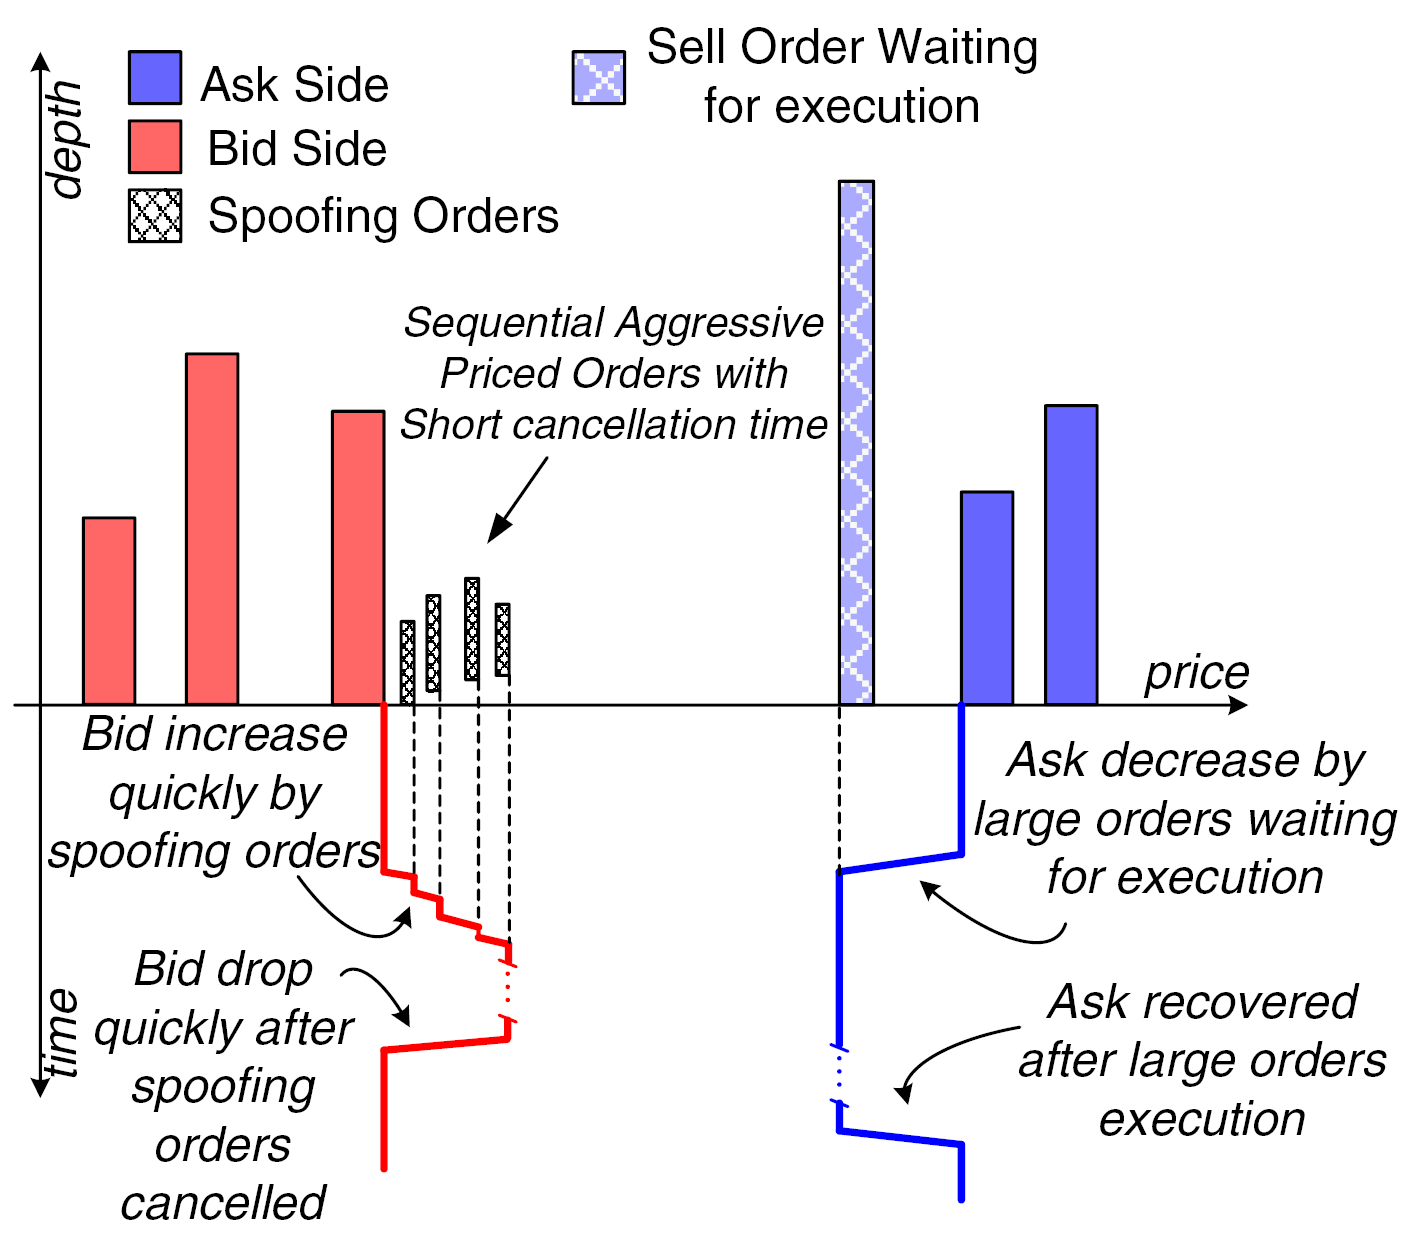 depth
Ask Side
Bid Side
Spoofing Orders
Sell Order Waiting
for execution
Sequential Aggressive
Priced Orders with
Short cancellation time
price
Bid increase
quickly by
spoofing orders
Ask decrease by
large orders waiting
for execution
time
Bid drop
quickly after
spoofing
orders
cancelled
Ask recovered
after large orders
execution